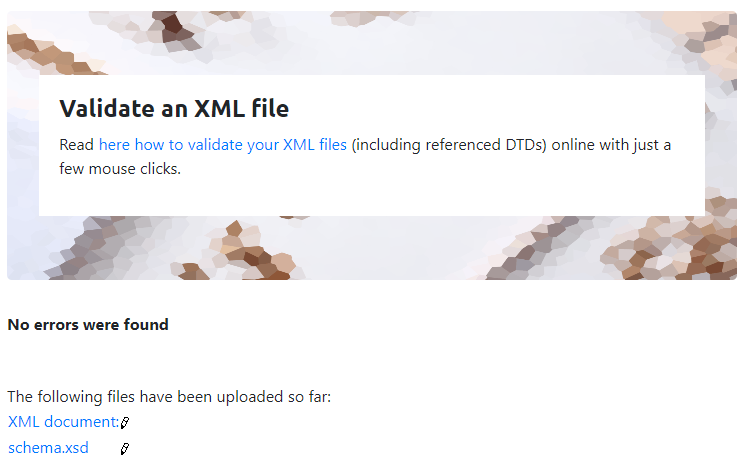 Validate an XML file
Read here how to validate your XML files (including referenced DTDs) online with just a
few mouse clicks.
No errors were found
The following files have been uploaded so far:
XML document:
schema.xsd